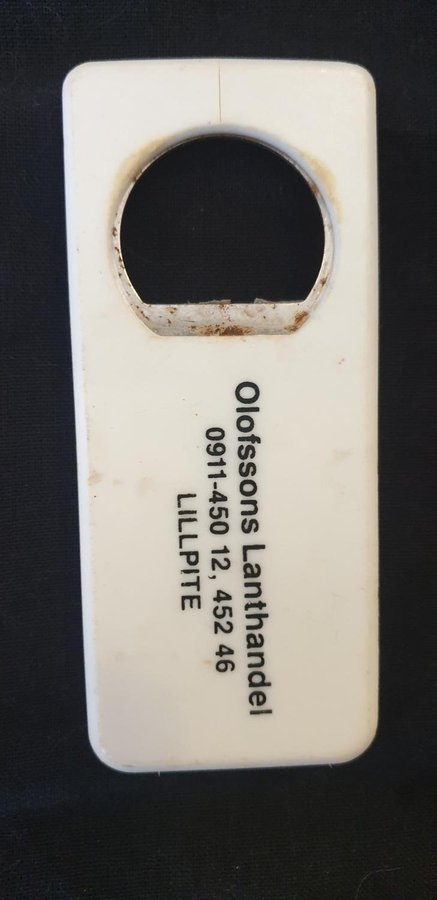 Olofssons Lanthandel
0911-450 12, 452 46
LILLPITE